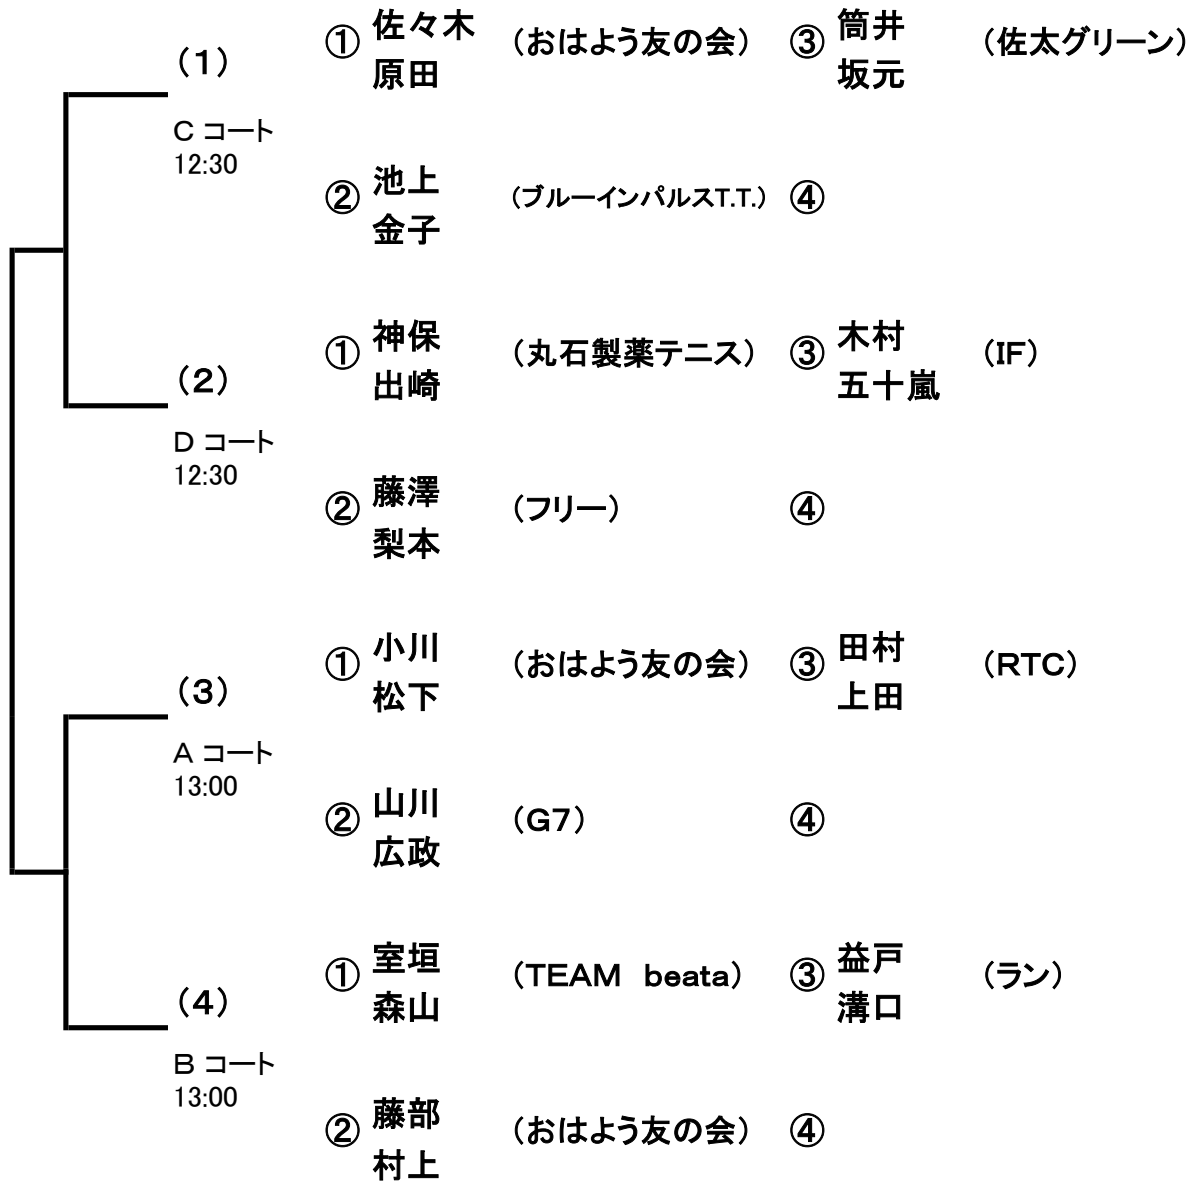 (1)
Cコート
12:30
① 佐々木 原田 (おはよう友の会) ③ 筒井 坂元 (佐太グリーン)
② 池上 金子 (ブルーインパルスT.T.) ④
(2)
Dコート
12:30
① 神保 出崎 (丸石製薬テニス) ③ 木村 五十嵐 (IF)
② 藤澤 梨本 (フリー) ④
(3)
Aコート
13:00
① 小川 松下 (おはよう友の会) ③ 田村 上田 (RTC)
② 山川 広政 (G7) ④
(4)
Bコート
13:00
① 室垣 森山 (TEAM beata) ③ 益戸 溝口 (ラン)
② 藤部 村上 (おはよう友の会) ④